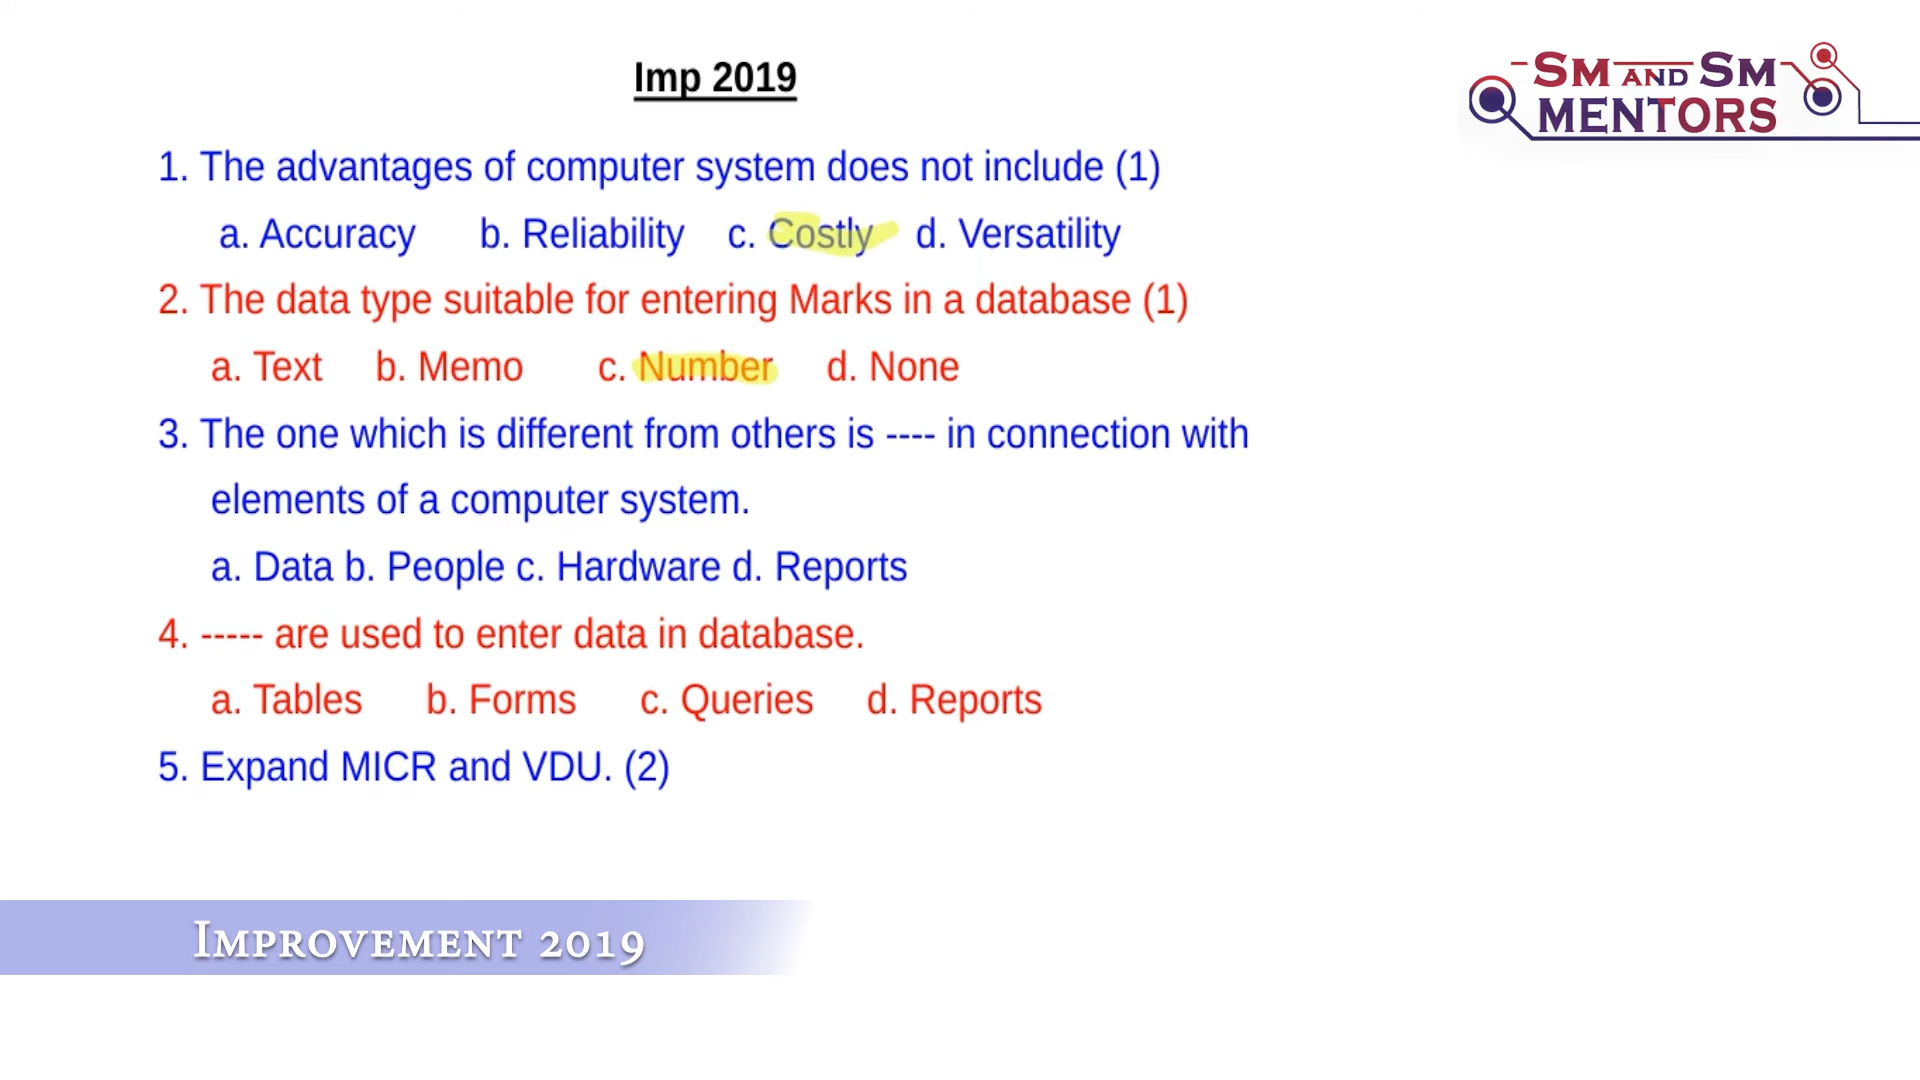 Imp 2019
SM AND SM
MENTORS
1. The advantages of computer system does not include (1)
a. Accuracy b. Reliability c. Costly d. Versatility
2. The data type suitable for entering Marks in a database (1)
a. Text b. Memo c. Number d. None
3. The one which is different from others is ---- in connection with
elements of a computer system.
a. Data b. People c. Hardware d. Reports
4. ----- are used to enter data in database.
a. Tables b. Forms c. Queries d. Reports
5. Expand MICR and VDU. (2)
IMPROVEMENT 2019